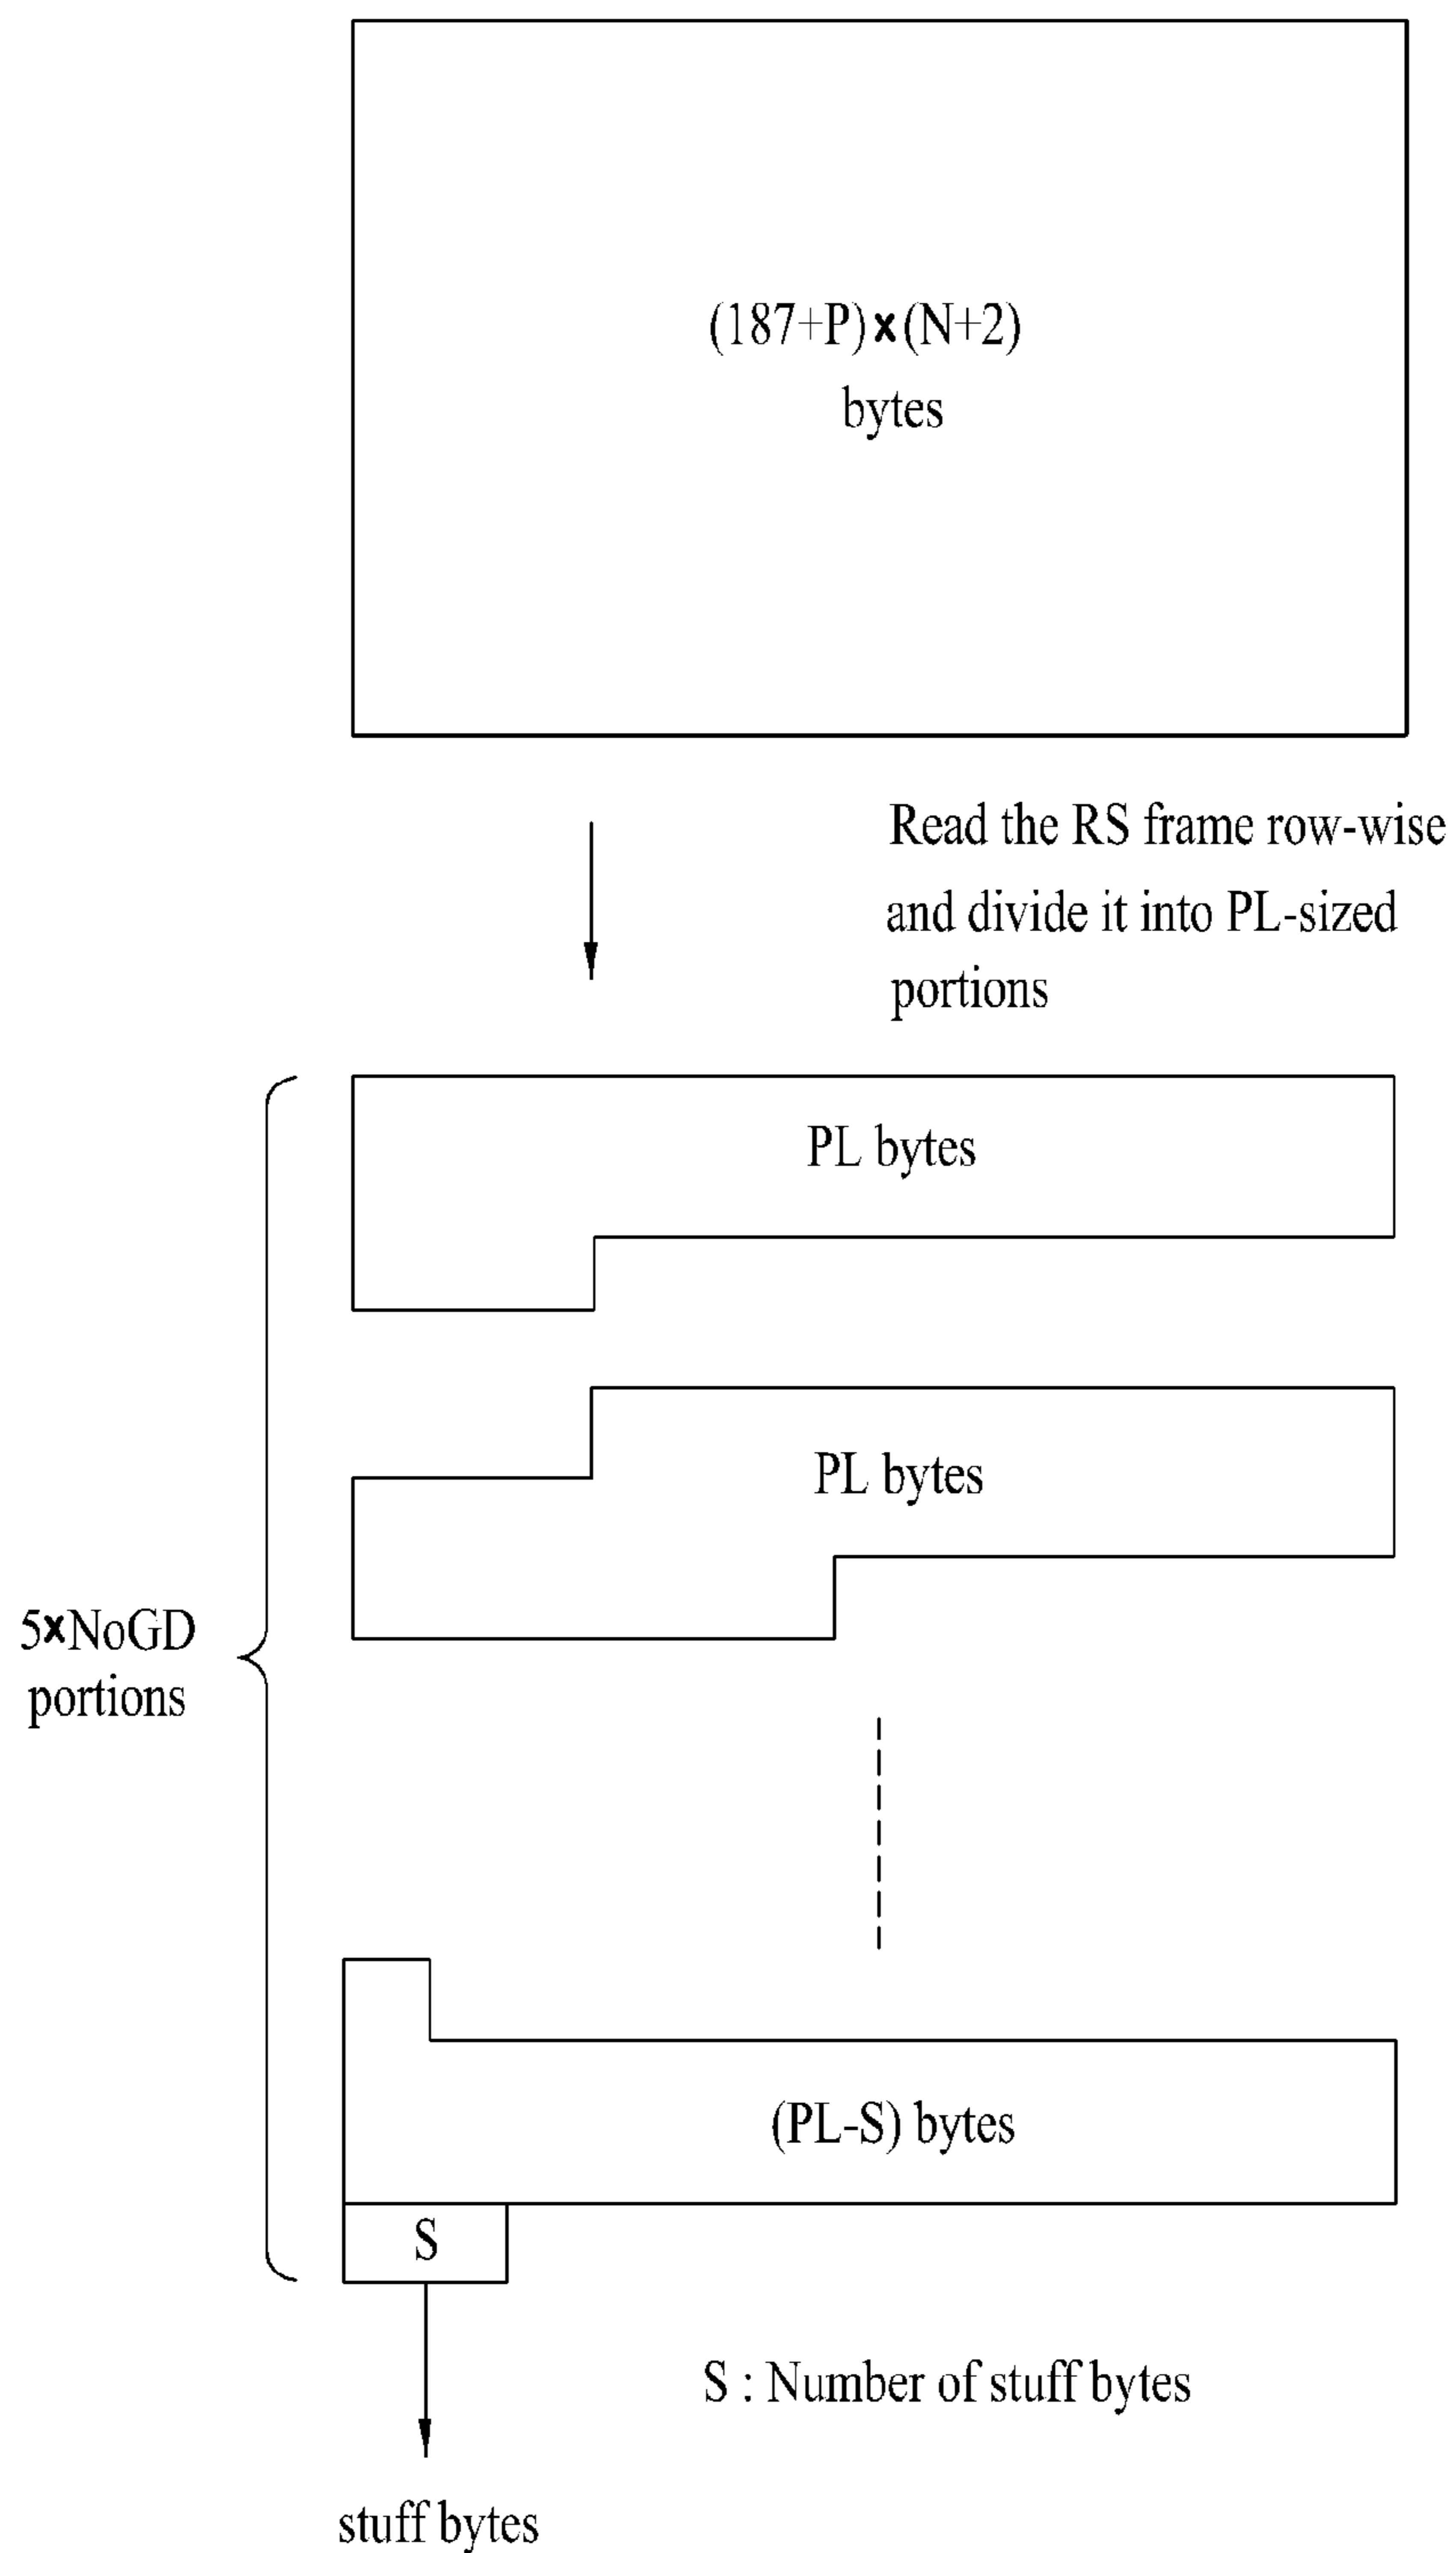 (187+P)×(N+2)
bytes
Read the RS frame row-wise
and divide it into PL-sized
portions
PL bytes
PL bytes
5×NoGD
portions
(PL-S) bytes
S
S : Number of stuff bytes
stuff bytes